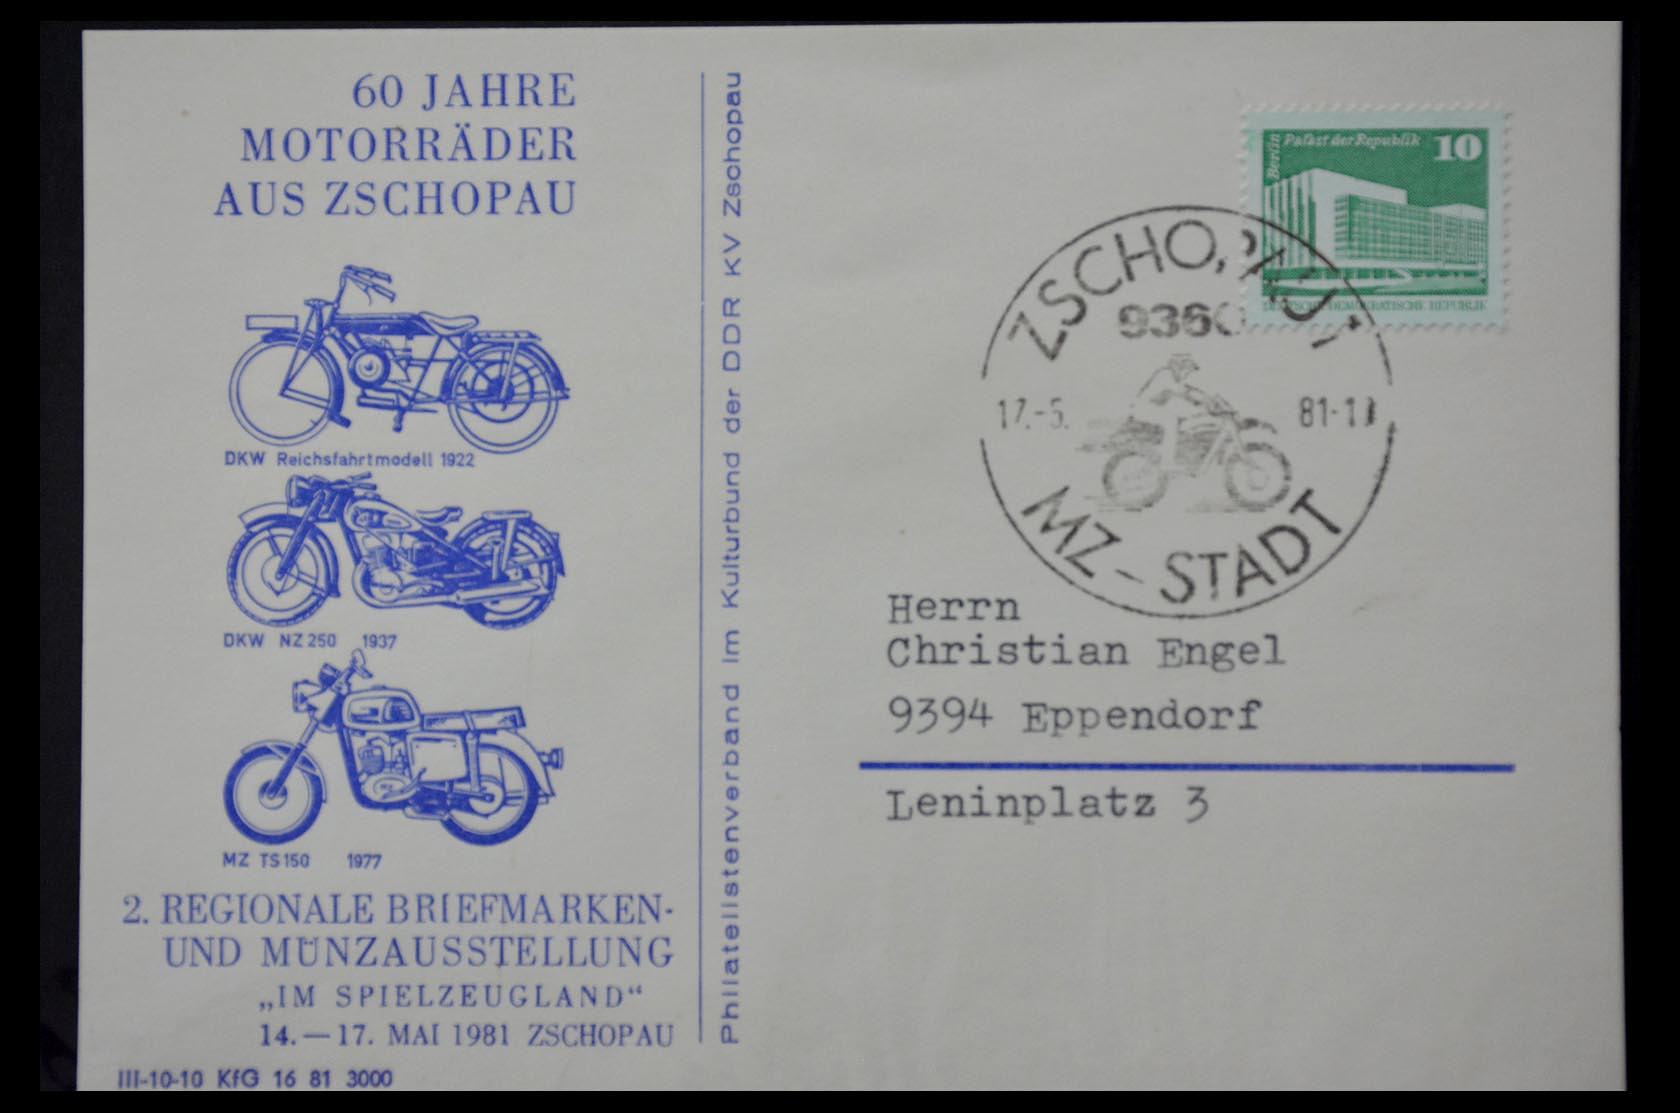 60 JAHRE
MOTORRÄDER
AUS ZSCHOPAU
DKW Reichsfahrtmodell 1922
DKW NZ 250 1937
MZ TS 150 1977
2. REGIONALE BRIEFMARKEN-
UND MÜNZAUSSTELLUNG
„IM SPIELZEUGLAND“
14. — 17. MAI 1981 ZSCHOPAU
III-10-10 KfG 16 81 3000
Philatelistenverband im Kulturbund der DDR KV Zschopau
Berlin
Palast der Republik 10
DEUTSCHE DEMOKRATISCHE REPUBLIK
ZSCHOPAU 1
9360
17.-5. 81-
MZ-STADT
Herrn
Christian Engel
9394 Eppendorf
Leninplatz 3